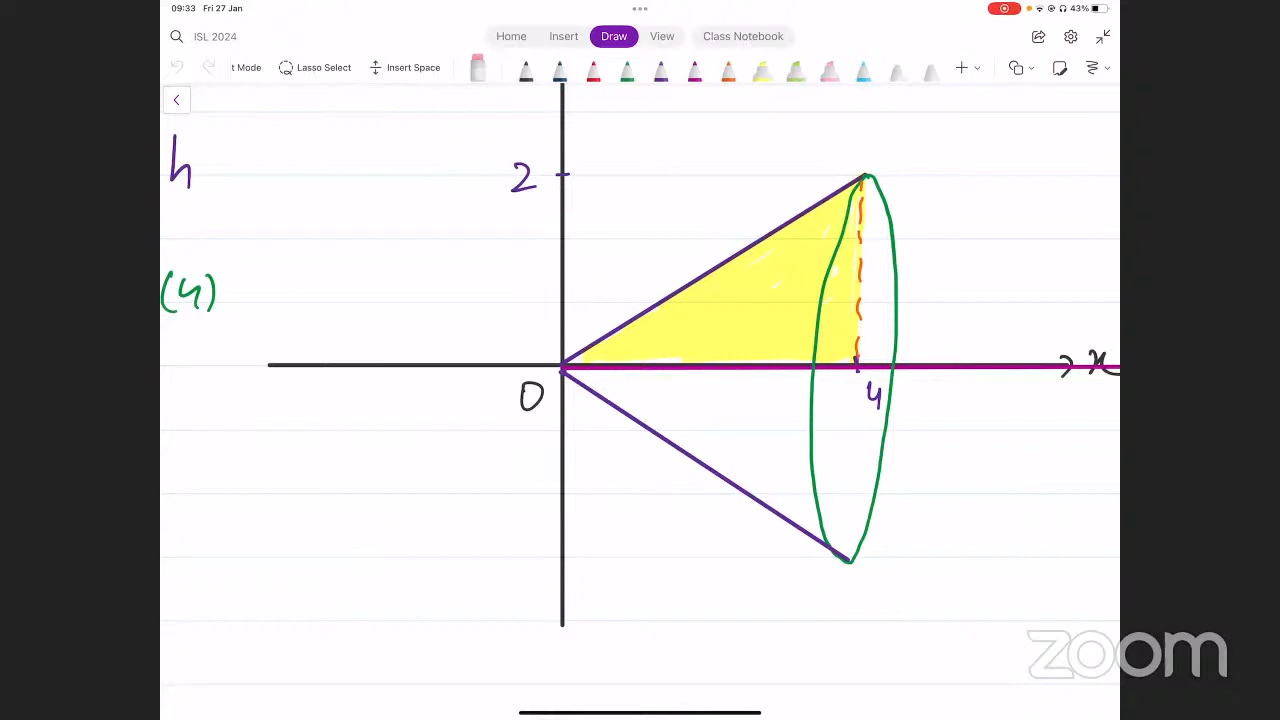 09:33 Fri 27 Jan
43%
ISL 2024
Home Insert Draw View Class Notebook
t Mode Lasso Select Insert Space
h
2
(4)
x
0
4
zoom